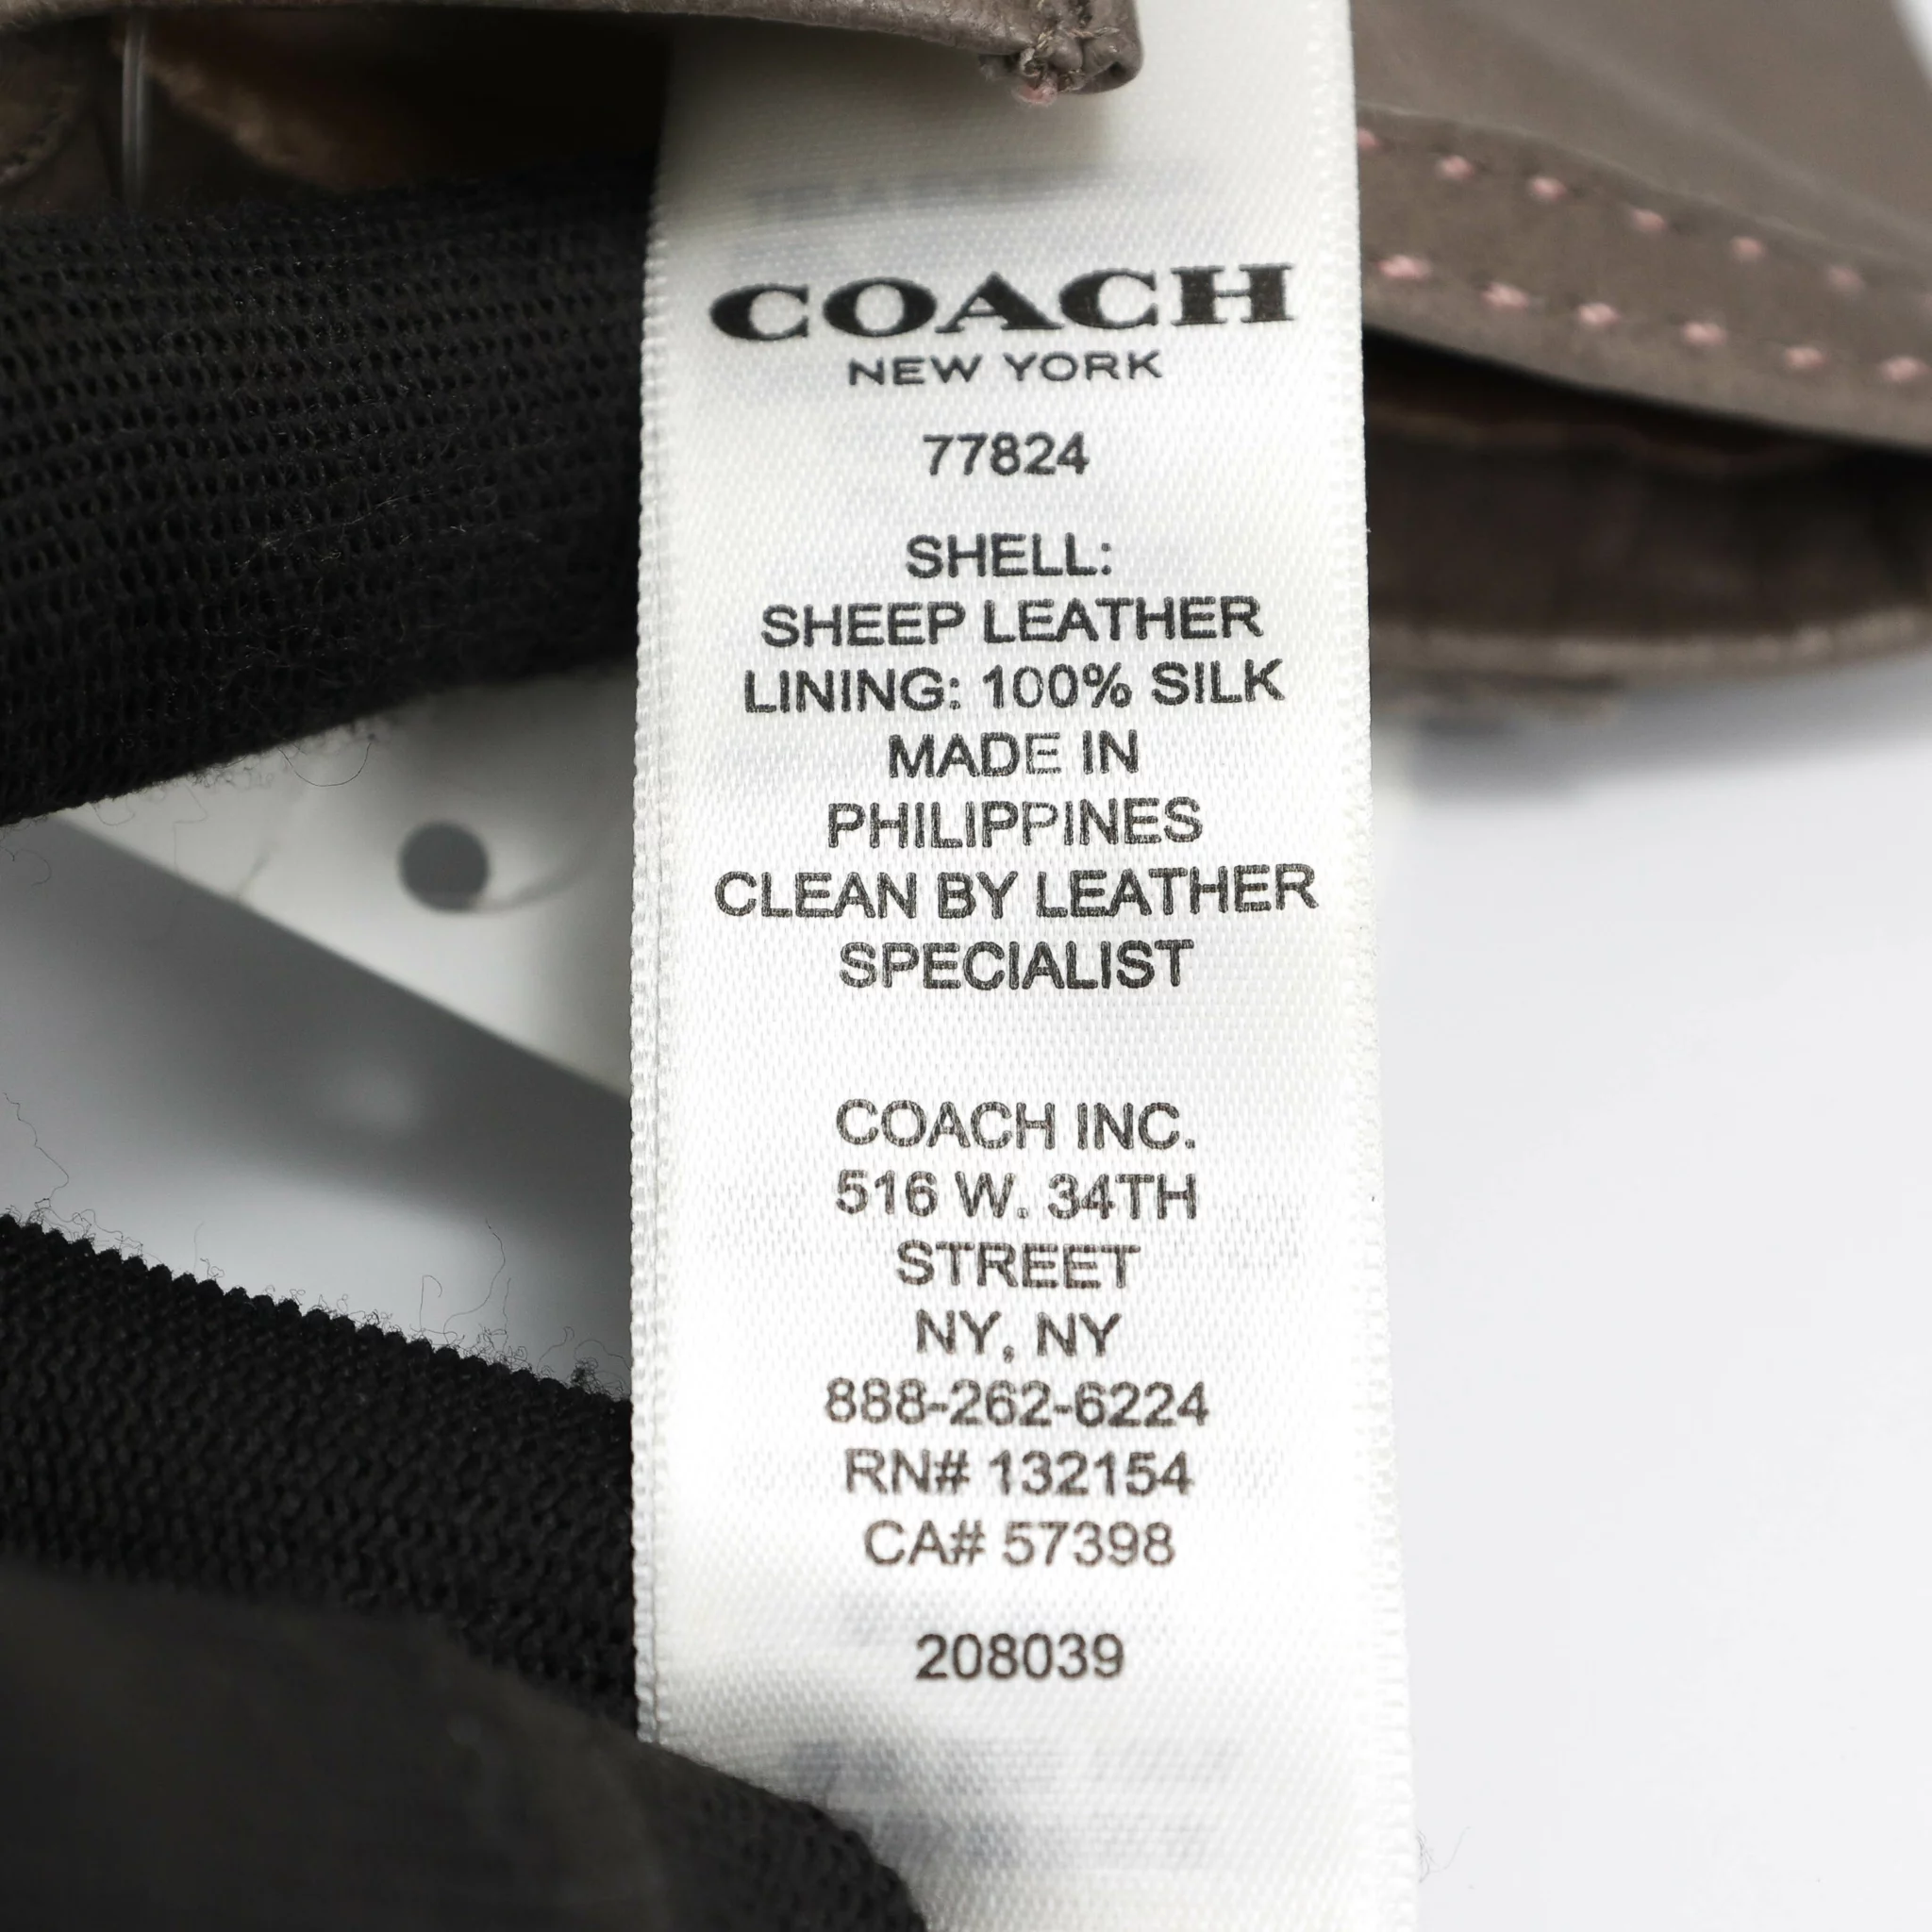 COACH
NEW YORK
77824
SHELL:
SHEEP LEATHER
LINING: 100% SILK
MADE IN
PHILIPPINES
CLEAN BY LEATHER
SPECIALIST
COACH INC.
516 W. 34TH
STREET
NY, NY
888-262-6224
RN# 132154
CA# 57398
208039